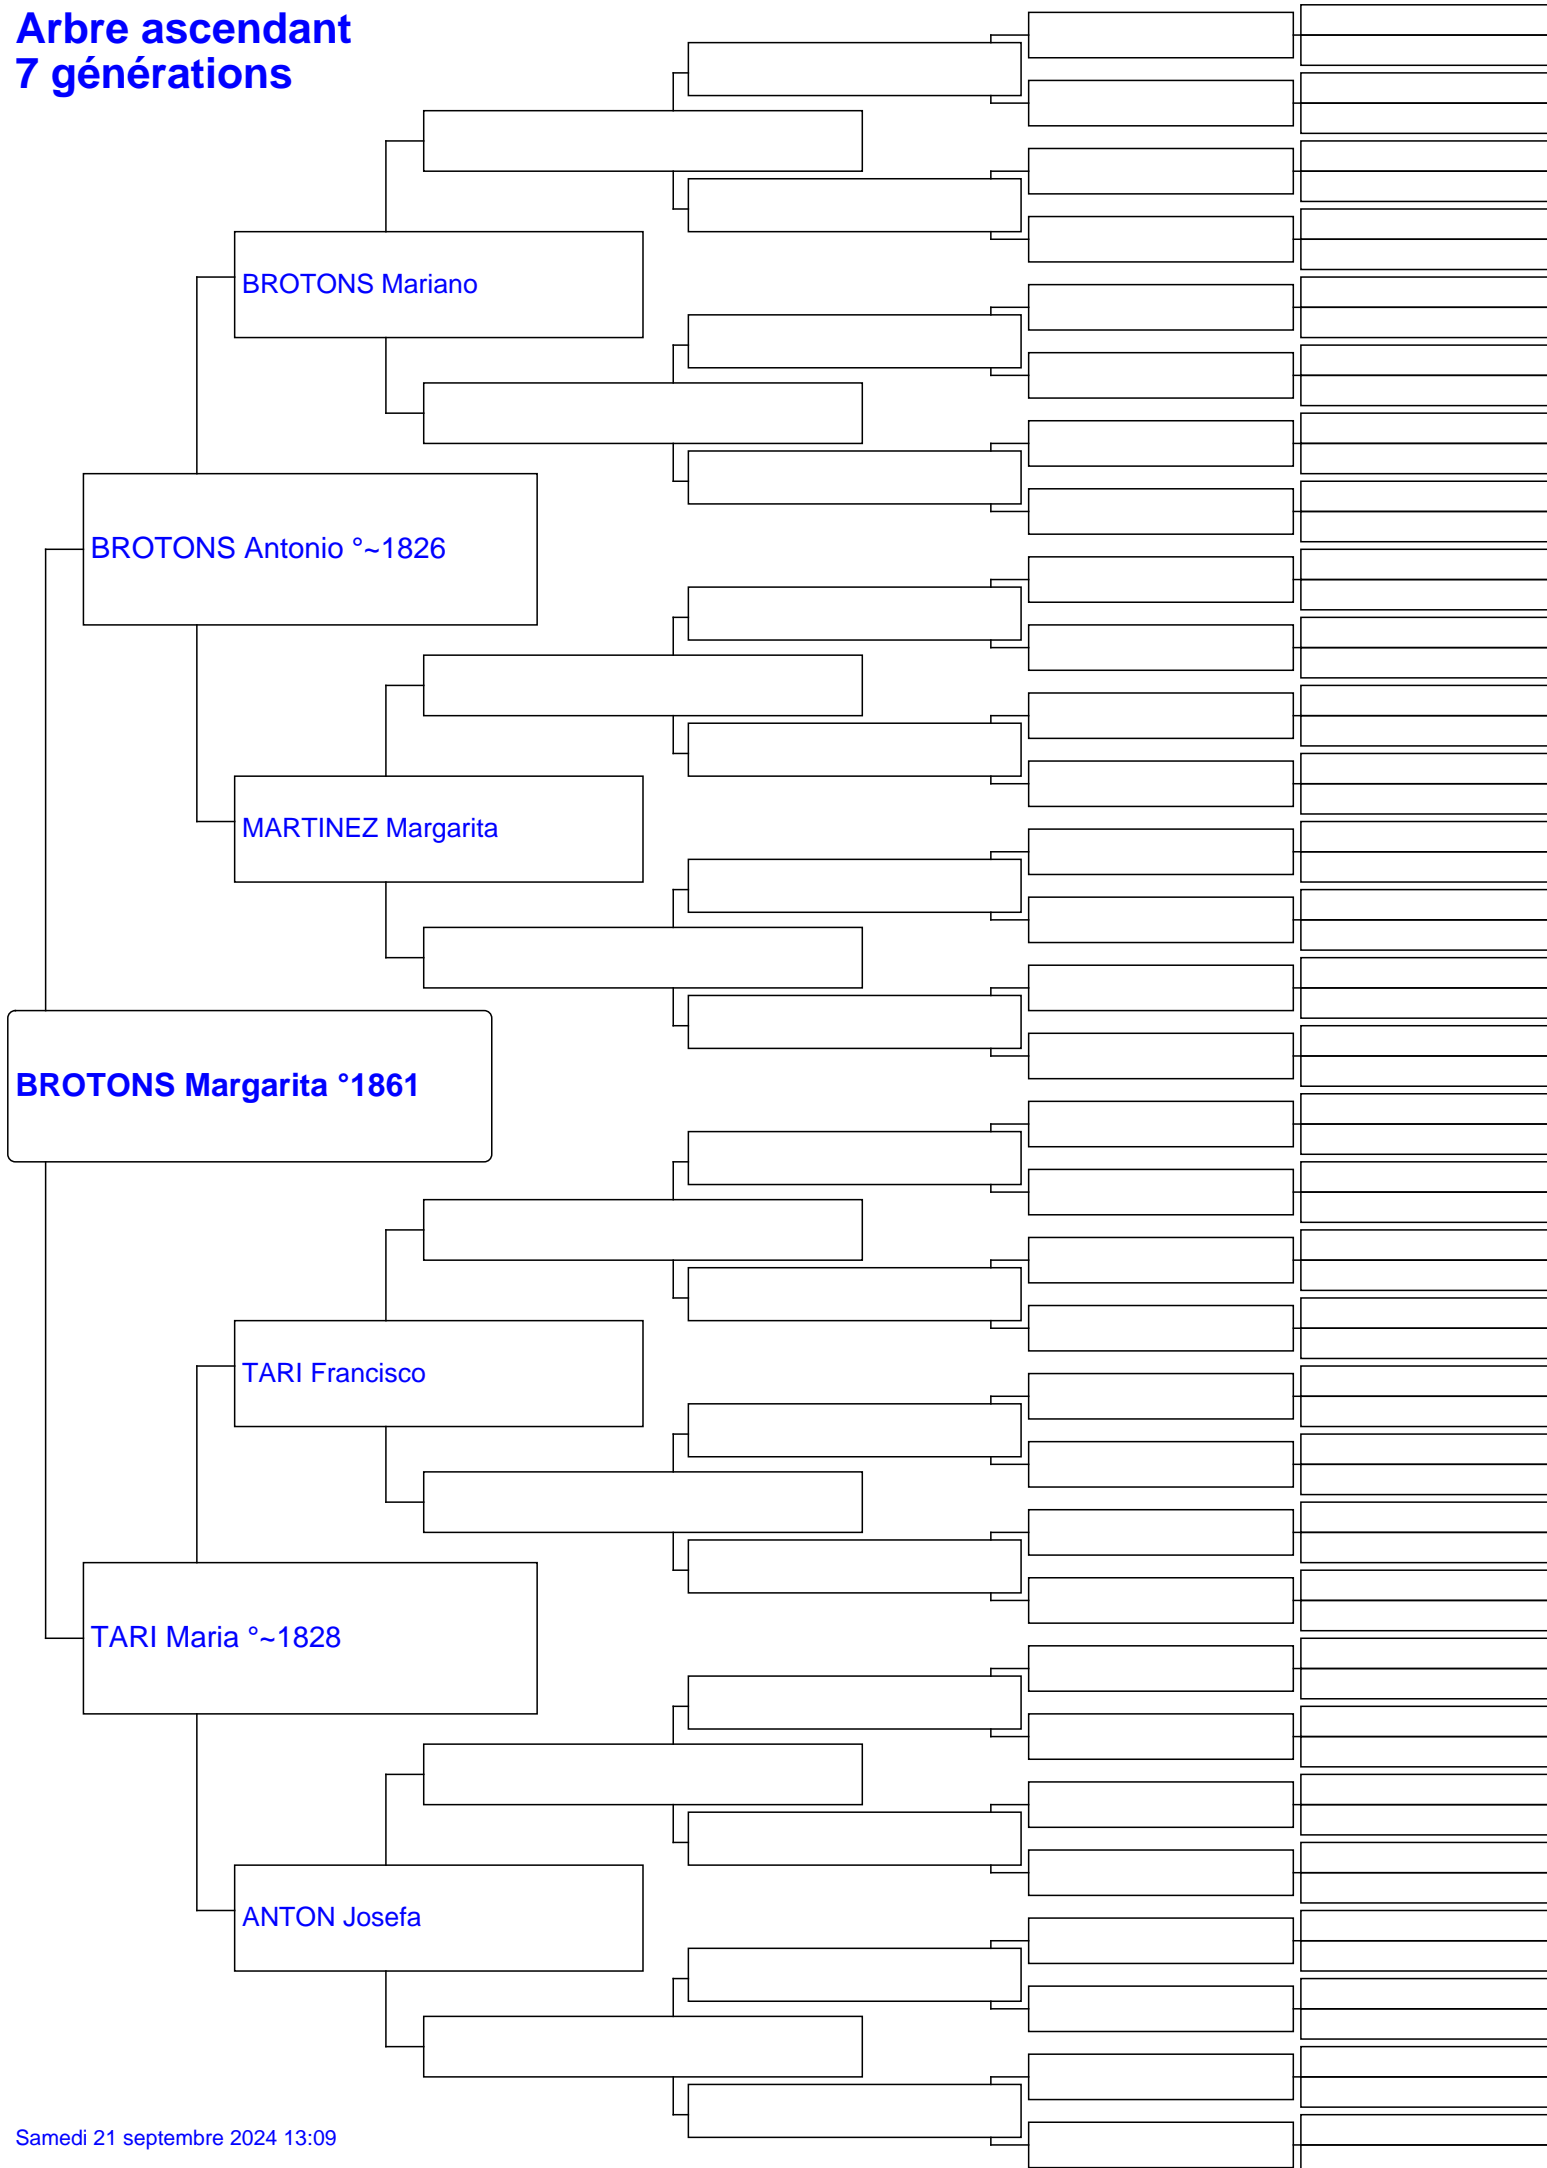 Arbre ascendant
7 générations
BROTONS Mariano
BROTONS Antonio °~1826
MARTINEZ Margarita
BROTONS Margarita °1861
TARI Francisco
TARI Maria °~1828
ANTON Josefa
Samedi 21 septembre 2024 13:09